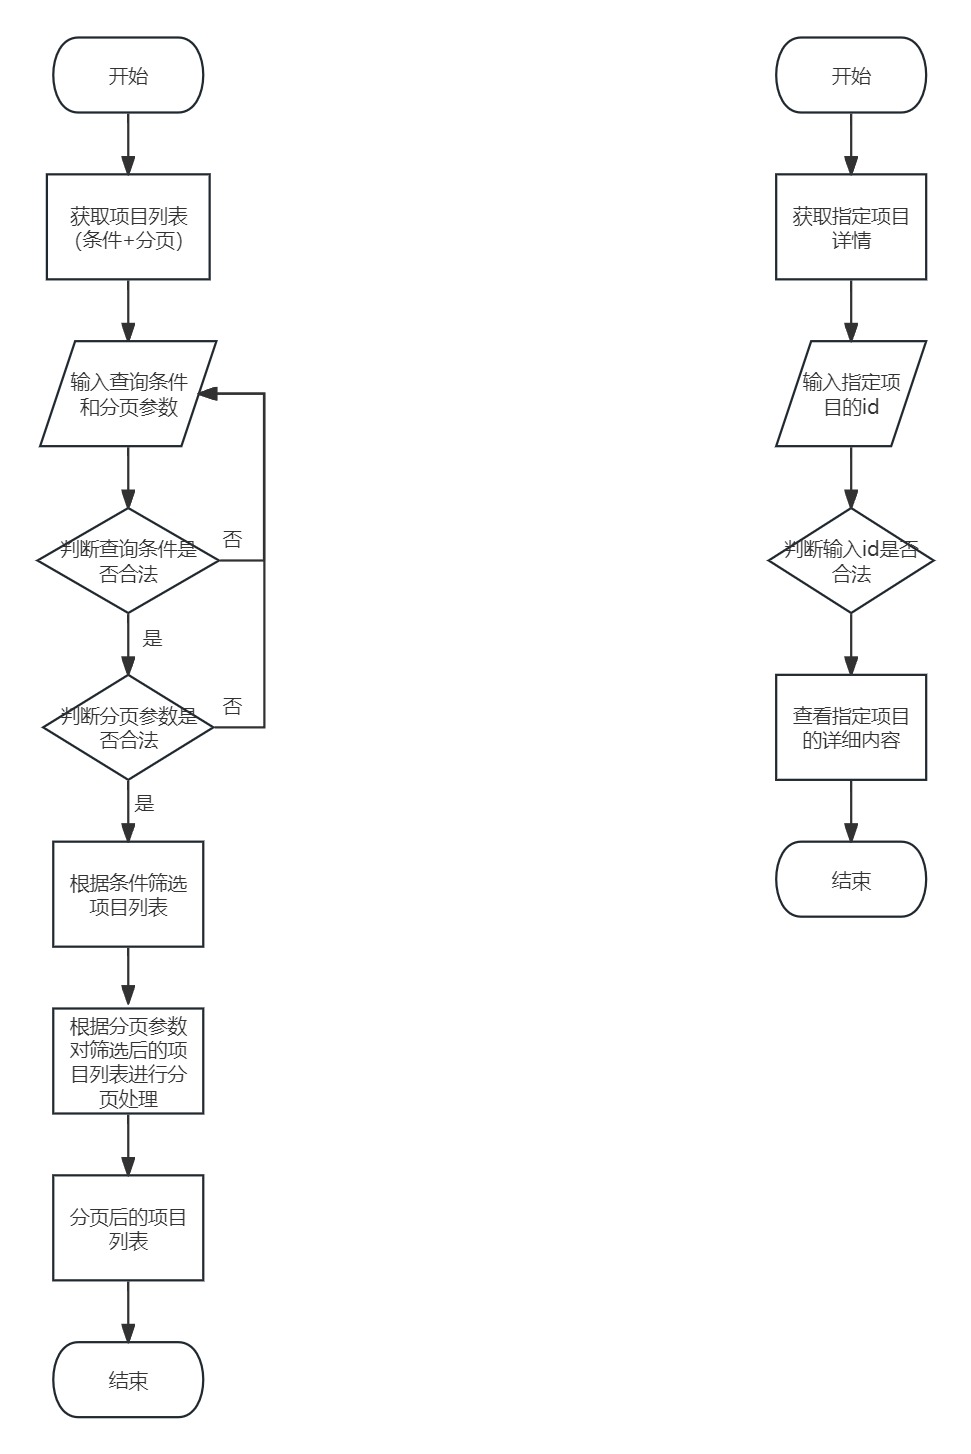 开始
获取项目列表
（条件+分页）
输入查询条件
和分页参数
判断查询条件是
否合法
否
是
判断分页参数是
否合法
否
是
根据条件筛选
项目列表
根据分页参数
对筛选后的项
目列表进行分
页处理
分页后的项目
列表
结束
开始
获取指定项目
详情
输入指定项
目的id
判断输入id是否
合法
查看指定项目
的详细内容
结束